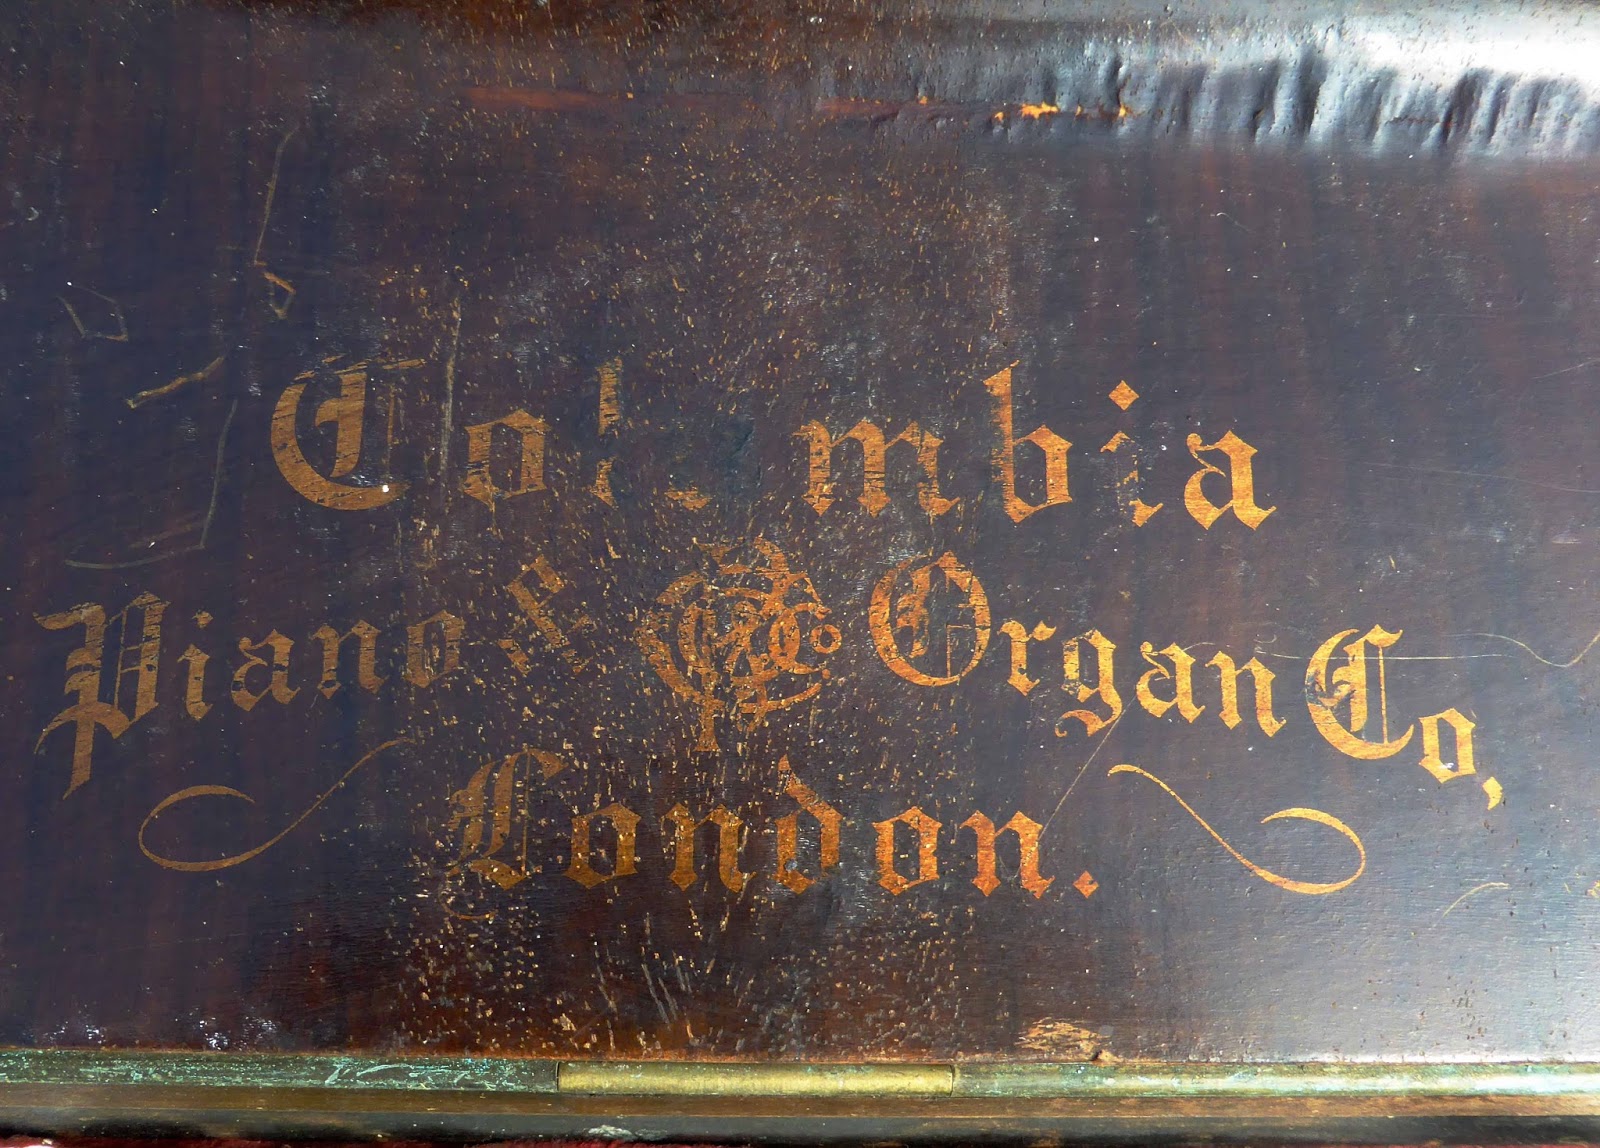 Columbia
Piano & Organ Co,
London.